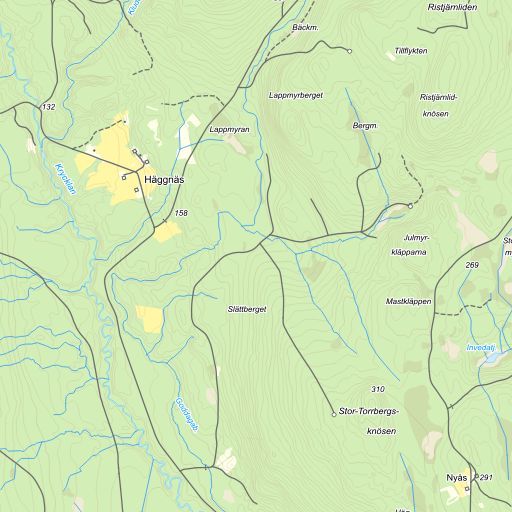 Ristjärnliden
Bäckm.
Tillflykten
Lappmyrberget
Ristjärnlid-
knösen
132
Lappmyran
Bergm.
Krycklan
Häggnäs
158
Julmyr-
kläpparna
269
Mastkläppen
Slättberget
Invedalj.
310
Göddagab.
Stor-Torrbergs-
knösen
Nyås
P
291